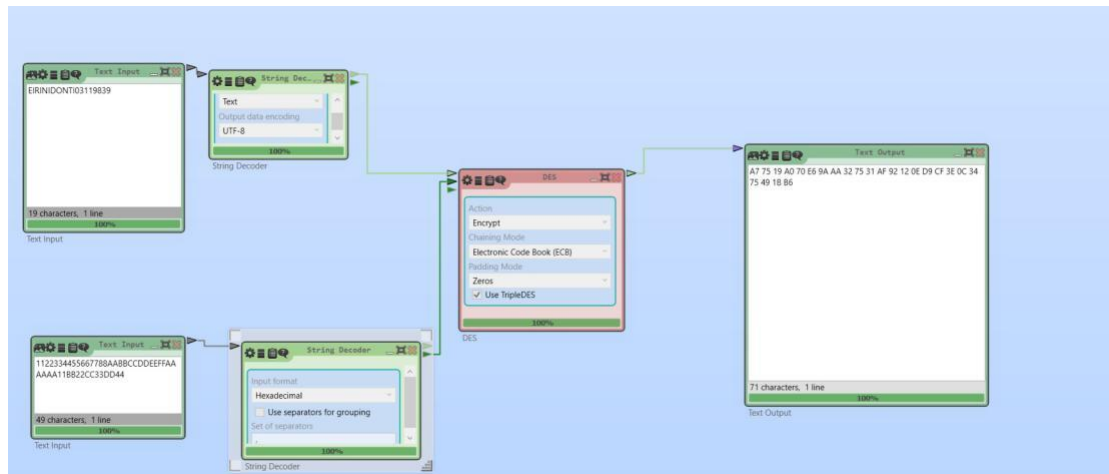 Text Input
EIRINIDONTI03119839
19 characters, 1 line
100%
Text Input
String Dec...
Text
Output data encoding
UTF-8
100%
String Decoder
DES
Action
Encrypt
Chaining Mode
Electronic Code Book (ECB)
Padding Mode
Zeros
Use TripleDES
100%
DES
Text Output
A7 75 19 A0 70 E6 9A AA 32 75 31 AF 92 12 0E D9 CF 3E 0C 34
75 49 1B B6
71 characters, 1 line
100%
Text Output
Text Input
1122334455667788AABBCCDDEEFFAA
AAAA11BB22CC33DD44
49 characters, 1 line
100%
Text Input
String Decoder
Input format
Hexadecimal
Use separators for grouping
Set of separators
,
100%
String Decoder